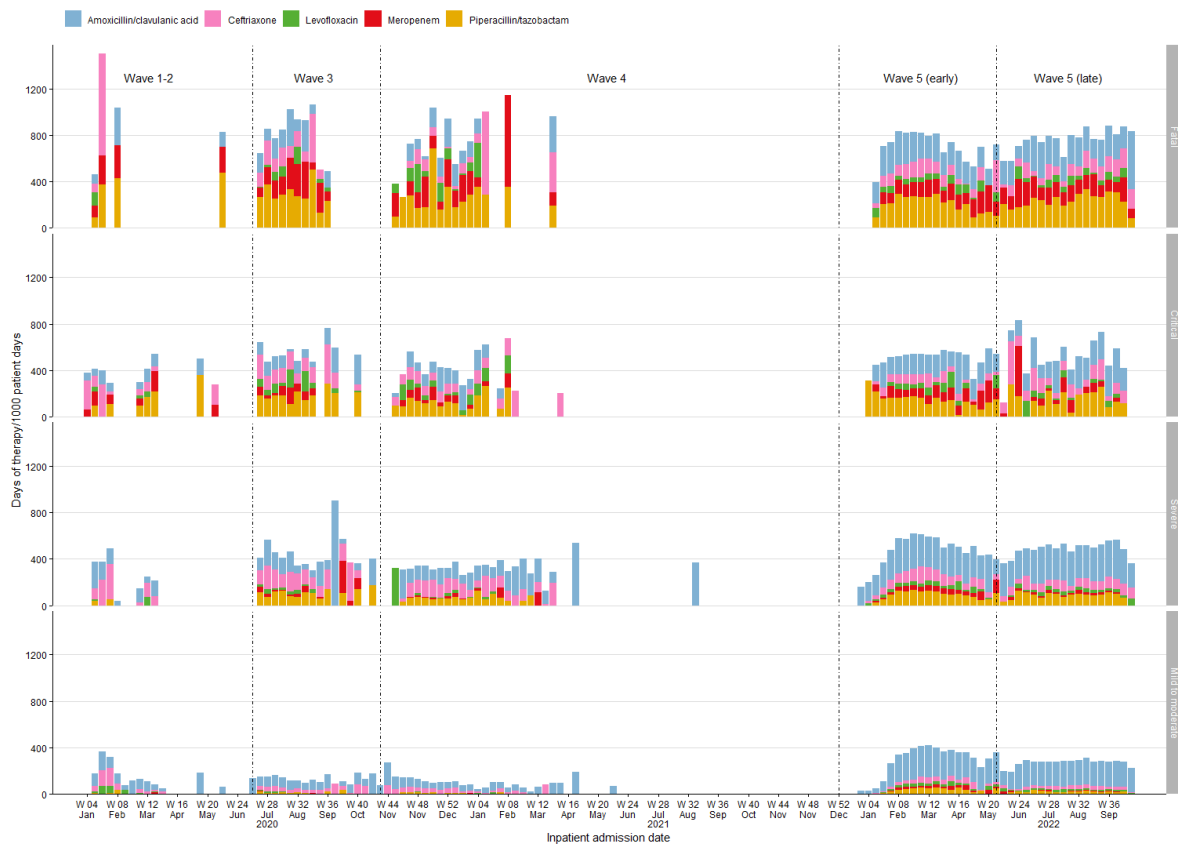 Amoxicillin/clavulanic acid Ceftriaxone Levofloxacin Meropenem Piperacillin/tazobactam
Wave 1-2 Wave 3 Wave 4 Wave 5 (early) Wave 5 (late)
Days of therapy/1000 patient days
1200
800
400
0
Fatal
1200
800
400
0
Critical
1200
800
400
0
Severe
1200
800
400
0
Mild to moderate
W 04 W 08 W 12 W 16 W 20 W 24 W 28 W 32 W 36 W 40 W 44 W 48 W 52 W 04 W 08 W 12 W 16 W 20 W 24 W 28 W 32 W 36 W 40 W 44 W 48 W 52 W 04 W 08 W 12 W 16 W 20 W 24 W 28 W 32 W 36
Jan Feb Mar Apr May Jun Jul Aug Sep Oct Nov Nov Dec Jan Feb Mar Apr May Jun Jul Aug Sep Oct Nov Nov Dec Jan Feb Mar Apr May Jun Jul Aug Sep
2020 2021 2022
Inpatient admission date